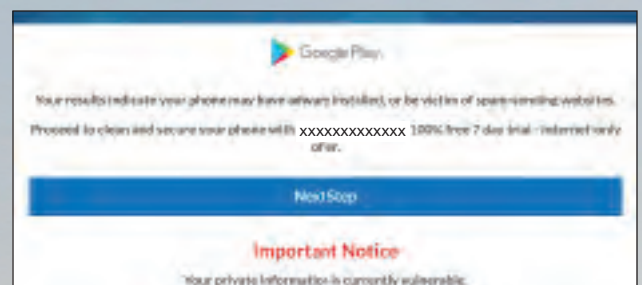 Google Play
Your results indicate your phone may have adware installed, or be victim of spam-sending websites.
Proceed to clean and secure your phone with xxxxxxxxxxxxx 100% free 7 day trial - internet only
offer.
Next Step
Important Notice
Your private information is currently vulnerable.